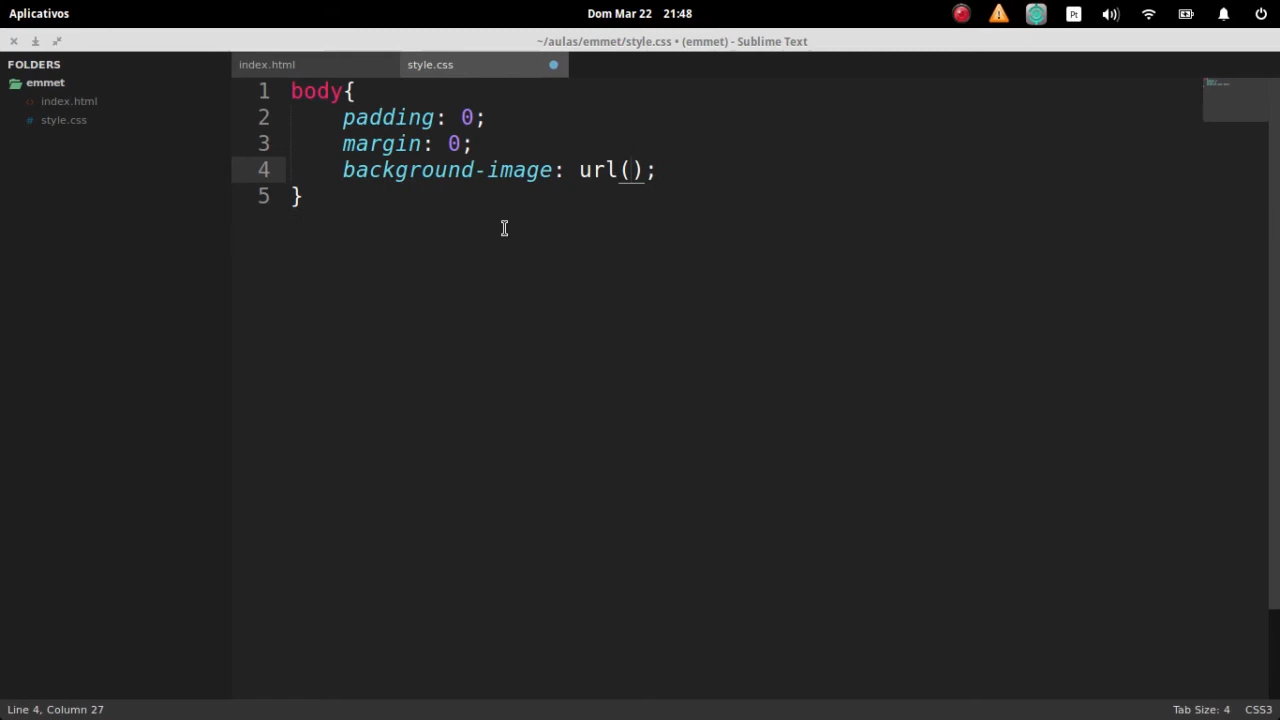 Aplicativos
Dom Mar 22 21:48
Pt
~/aulas/emmet/style.css • (emmet) - Sublime Text
FOLDERS
emmet
index.html
style.css
index.html
style.css
1 body{
2 padding: 0;
3 margin: 0;
4 background-image: url();
5 }
Line 4, Column 27
Tab Size: 4
CSS3